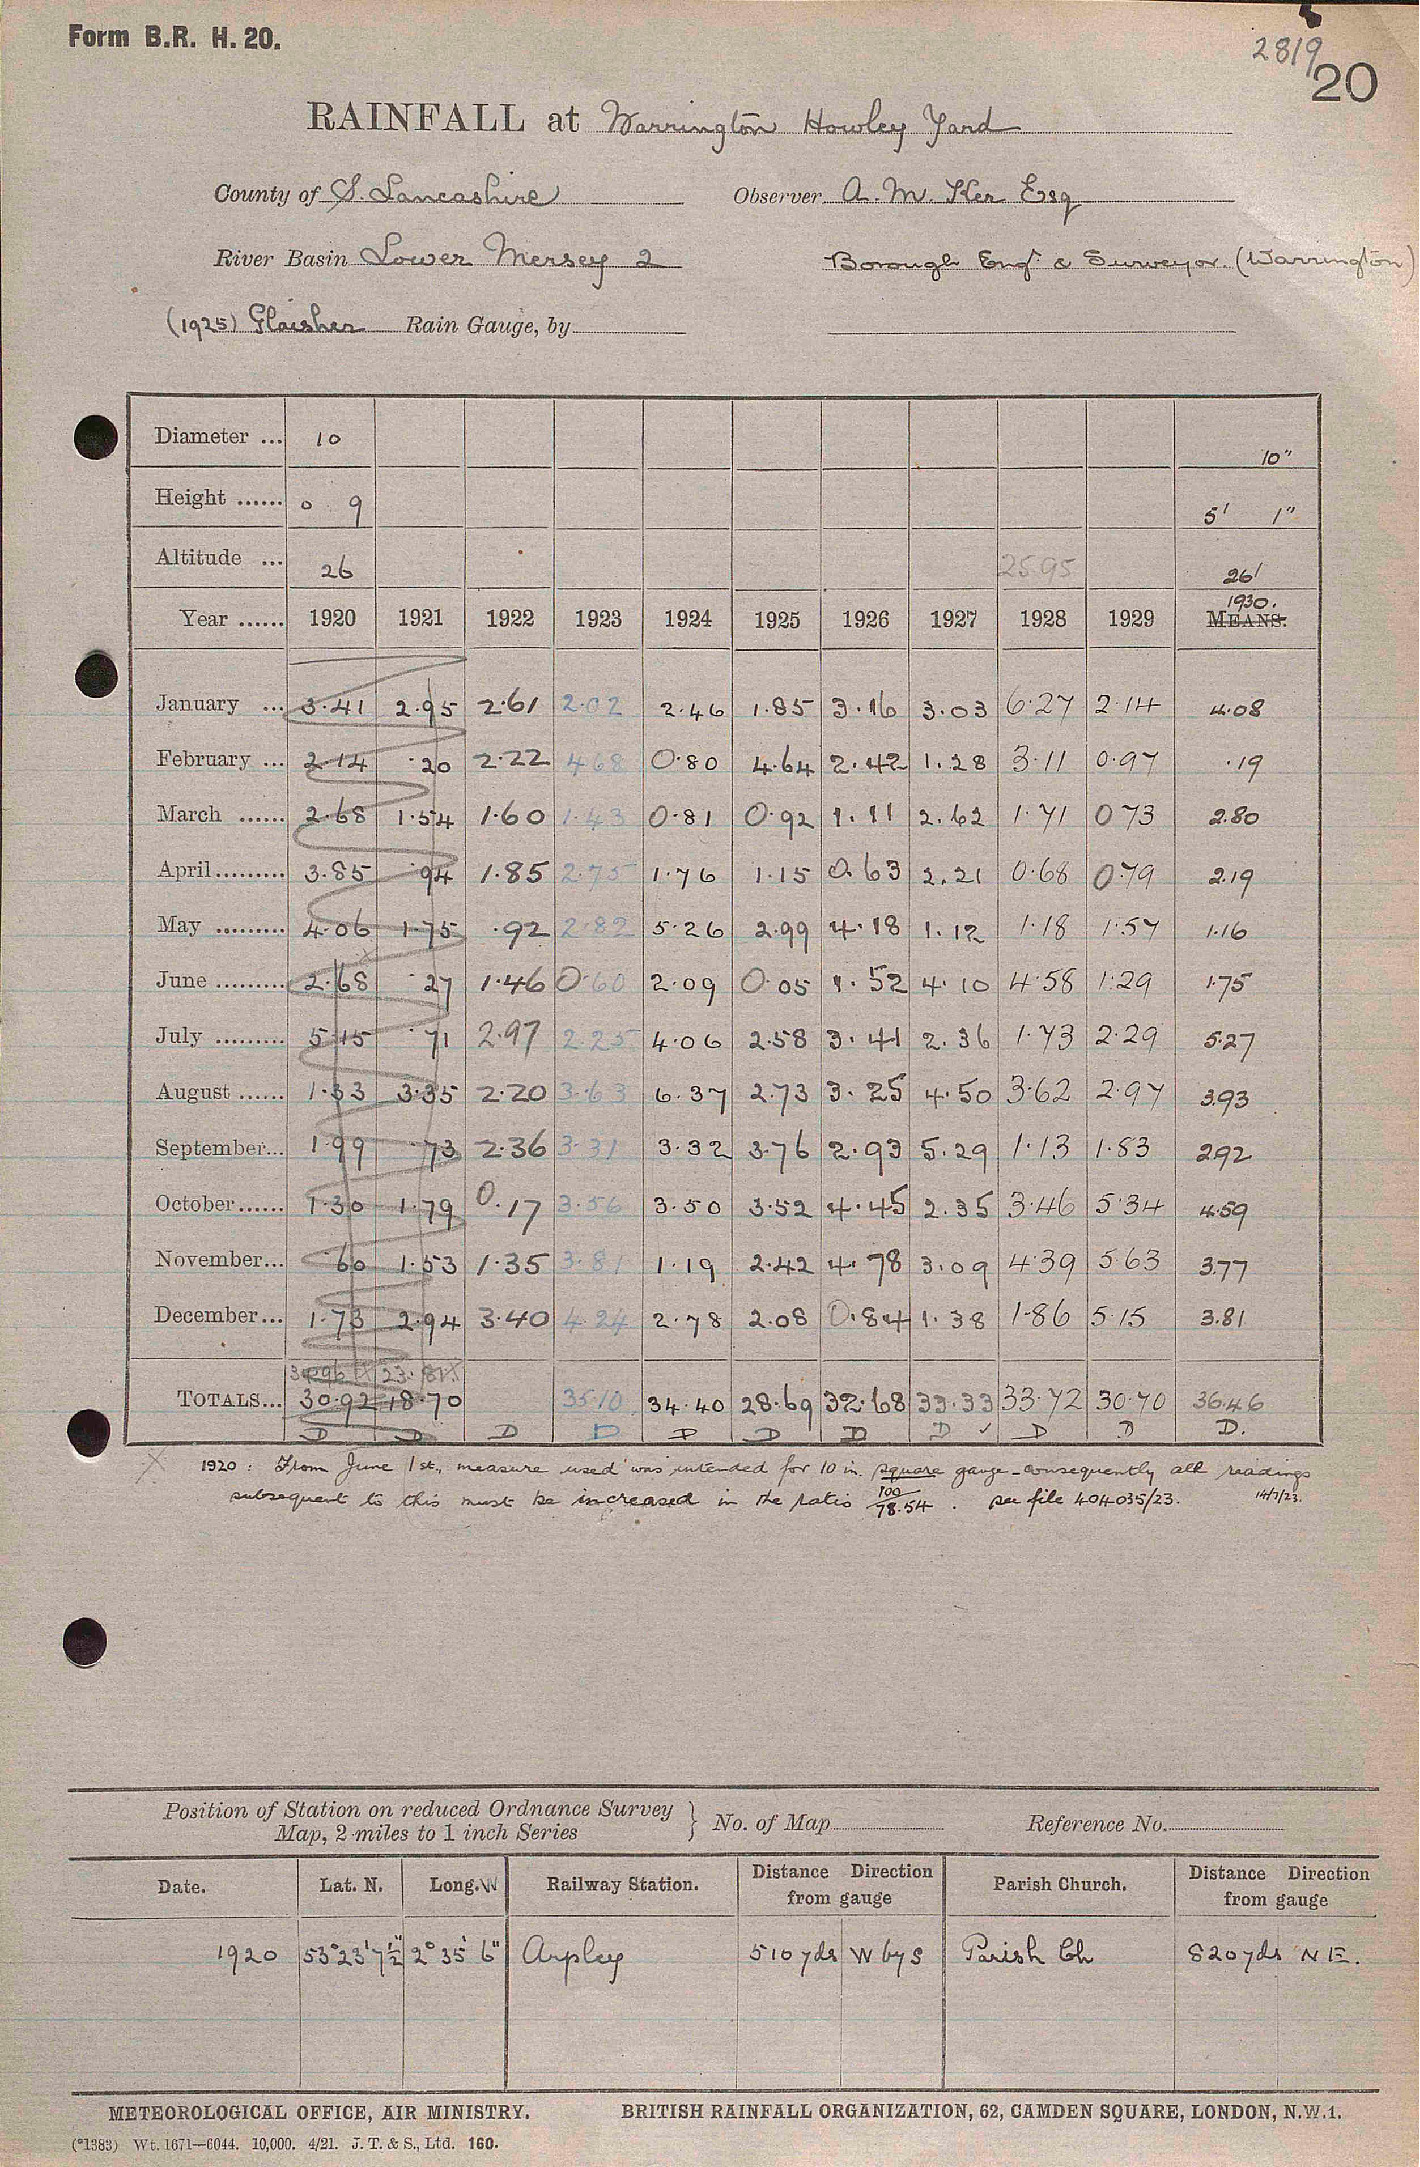 Form B.R. H. 20.
2819
20
RAINFALL at Warrington Howley Yard
County of S. Lancashire Observer A. M. Ker Esq
River Basin Lower Mersey 2 Borough Engr. & Surveyor. (Warrington)
(1925) Glaisher Rain Gauge, by
Diameter ... 10 10"
Height ...... 0 9 5' 1"
Altitude ... 26 25.95 26'
Year ...... 1920 1921 1922 1923 1924 1925 1926 1927 1928 1929 1930. MEANS.
January ... 3.41 2.95 2.61 2.02 2.46 1.85 3.16 3.03 6.27 2.14 4.08
February ... 2.14 .20 2.22 4.68 0.80 4.64 2.42 1.28 3.11 0.97 .19
March ...... 2.68 1.54 1.60 1.43 0.81 0.92 1.11 2.62 1.71 0.73 2.80
April ......... 3.85 .94 1.85 2.75 1.76 1.15 0.63 2.21 0.68 0.79 2.19
May ......... 4.06 1.75 .92 2.82 5.26 2.99 4.18 1.12 1.18 1.57 1.16
June ......... 2.68 .27 1.46 0.60 2.09 0.05 1.52 4.10 4.58 1.29 1.75
July ......... 5.15 .71 2.97 2.25 4.06 2.58 3.41 2.36 1.73 2.29 5.27
August ...... 1.33 3.35 2.20 3.63 6.37 2.73 3.25 4.50 3.62 2.97 3.93
September... 1.99 .73 2.36 3.31 3.32 3.76 2.93 5.29 1.13 1.83 2.92
October...... 1.30 1.79 0.17 3.56 3.50 3.52 4.45 2.35 3.46 5.34 4.59
November... .60 1.53 1.35 3.81 1.19 2.42 4.78 3.09 4.39 5.63 3.77
December... 1.73 2.94 3.40 4.24 2.78 2.08 0.84 1.38 1.86 5.15 3.81
TOTALS... 30.92 18.70 35.10 34.40 28.69 32.68 33.33 33.72 30.70 36.46
D D D D D D D D ✓ D D D.
X 1920 : From June 1st., measure used was intended for 10 in. square gauge - consequently all readings
subsequent to this must be increased in the ratio 100/78.54 . See file 404035/23. 14/7/23.
Position of Station on reduced Ordnance Survey
Map, 2 miles to 1 inch Series } No. of Map Reference No.
Date. Lat. N. Long. W Railway Station. Distance Direction from gauge Parish Church. Distance Direction from gauge
1920 53° 23' 7½" 2° 35' 6" Arpley 510 yds W by S Parish Ch 820 yds N E.
METEOROLOGICAL OFFICE, AIR MINISTRY. BRITISH RAINFALL ORGANIZATION, 62, CAMDEN SQUARE, LONDON, N.W.1.
(*1383) Wt. 1671—6044. 10,000. 4/21. J. T. & S., Ltd. 160.